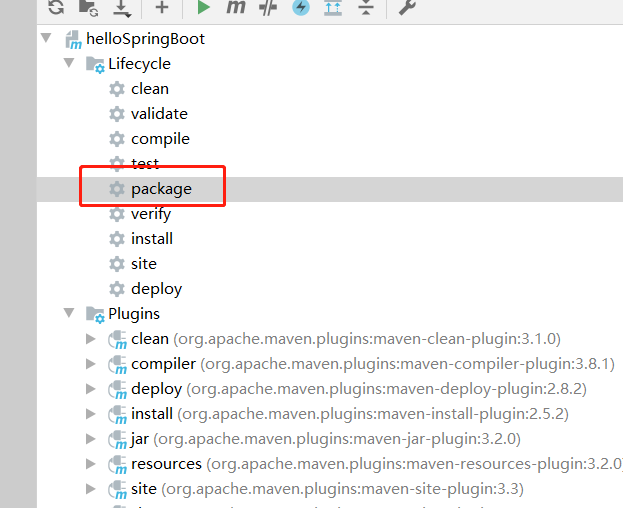 helloSpringBoot
Lifecycle
clean
validate
compile
test
package
verify
install
site
deploy
Plugins
clean (org.apache.maven.plugins:maven-clean-plugin:3.1.0)
compiler (org.apache.maven.plugins:maven-compiler-plugin:3.8.1)
deploy (org.apache.maven.plugins:maven-deploy-plugin:2.8.2)
install (org.apache.maven.plugins:maven-install-plugin:2.5.2)
jar (org.apache.maven.plugins:maven-jar-plugin:3.2.0)
resources (org.apache.maven.plugins:maven-resources-plugin:3.2.0)
site (org.apache.maven.plugins:maven-site-plugin:3.3)